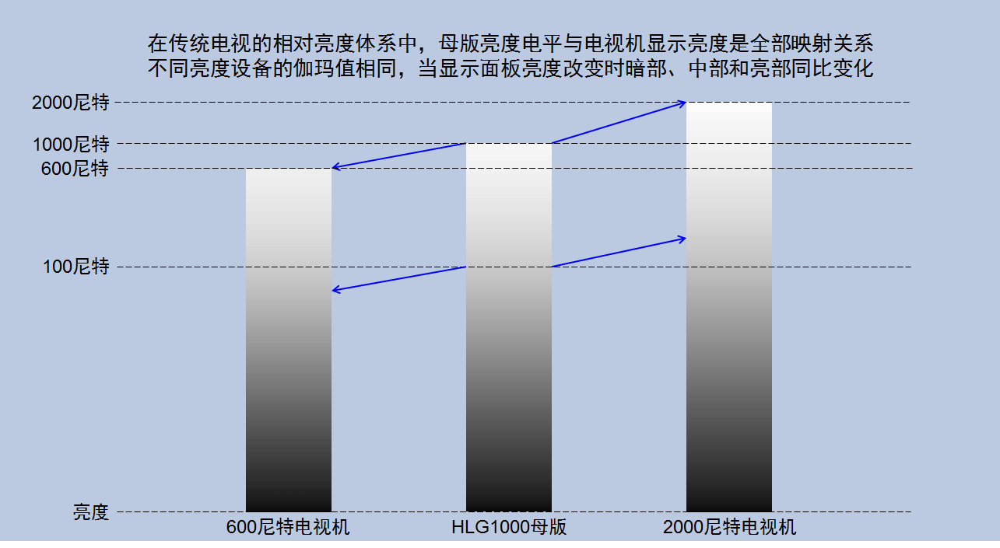 在传统电视的相对亮度体系中，母版亮度电平与电视机显示亮度是全部映射关系
不同亮度设备的伽玛值相同，当显示面板亮度改变时暗部、中部和亮部同比变化
2000尼特
1000尼特
600尼特
100尼特
亮度
600尼特电视机
HLG1000母版
2000尼特电视机